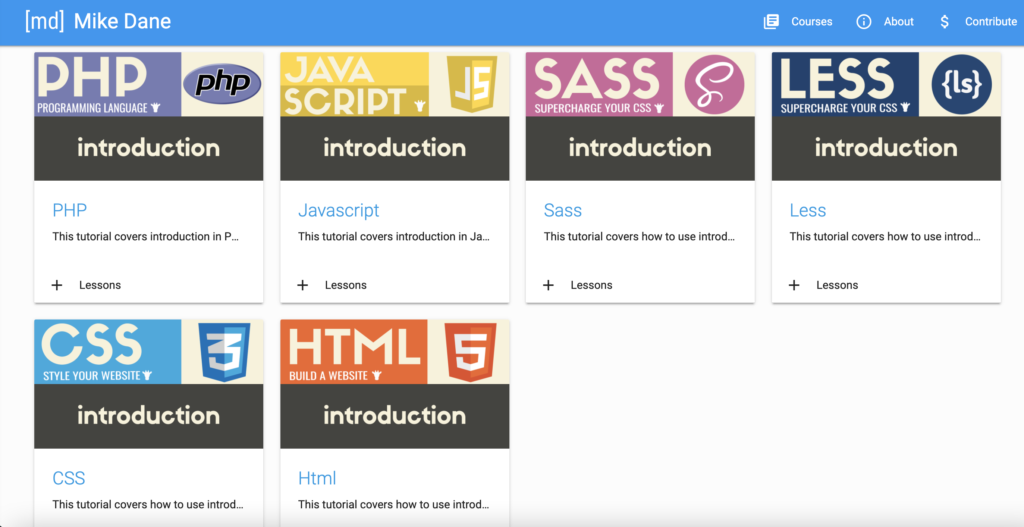 [md] Mike Dane
Courses
About
Contribute
PHP
PROGRAMMING LANGUAGE
php
introduction
PHP
This tutorial covers introduction in P...
Lessons
JAVA
SCRIPT
JS
introduction
Javascript
This tutorial covers introduction in Ja...
Lessons
SASS
SUPERCHARGE YOUR CSS
introduction
Sass
This tutorial covers how to use introd...
Lessons
LESS
SUPERCHARGE YOUR CSS
{ls}
introduction
Less
This tutorial covers how to use introd...
Lessons
CSS
STYLE YOUR WEBSITE
3
introduction
CSS
This tutorial covers how to use introd...
HTML
BUILD A WEBSITE
5
introduction
Html
This tutorial covers how to use introd...